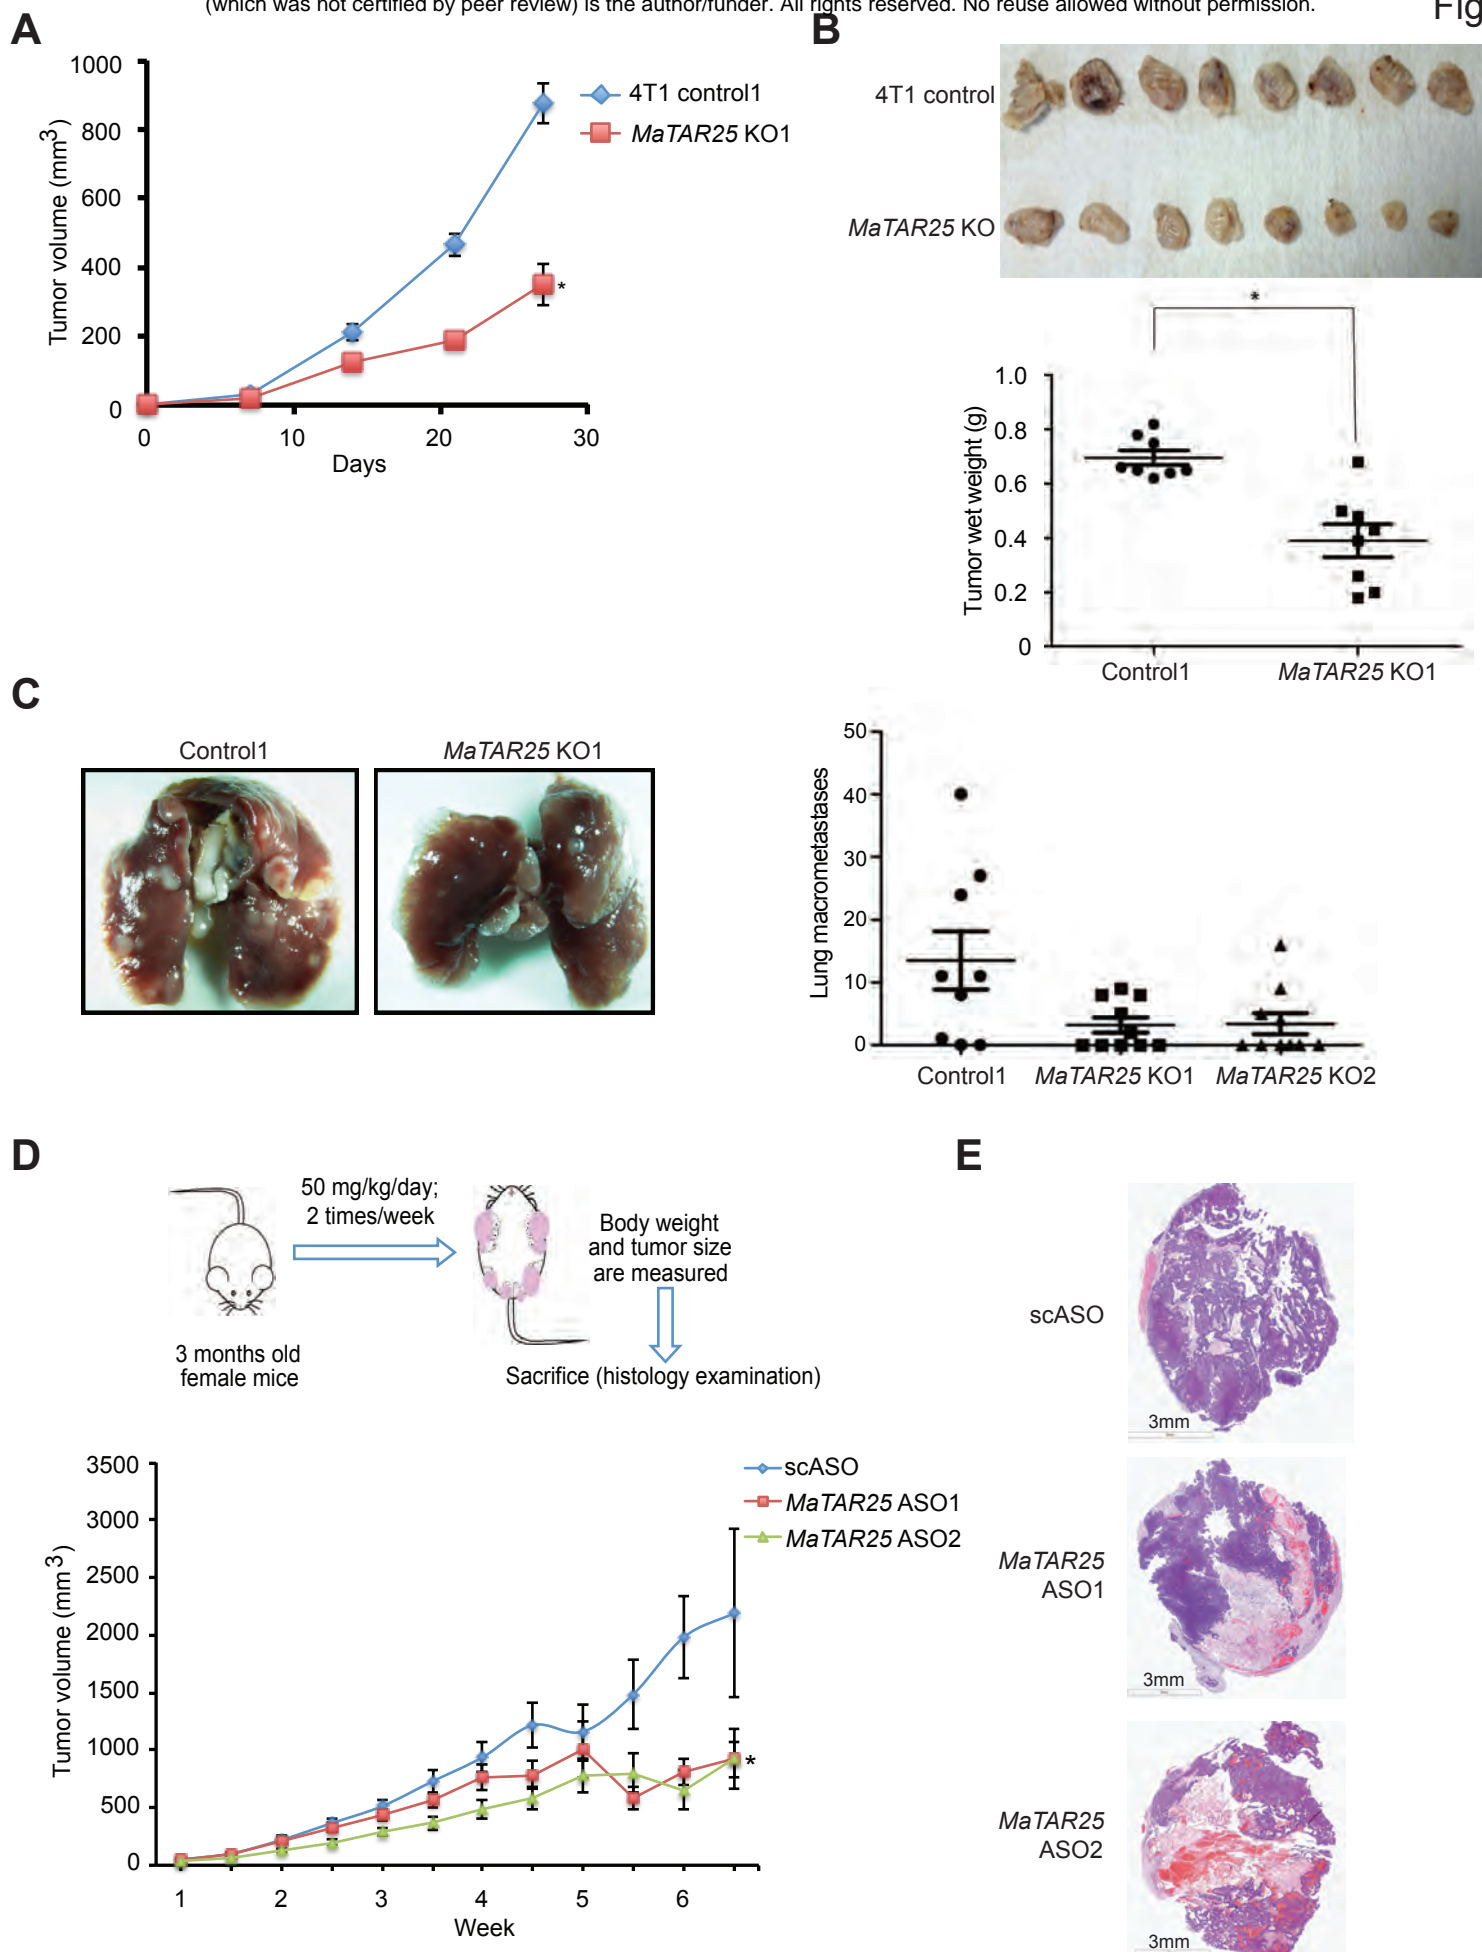 (which was not certified by peer review) is the author/funder. All rights reserved. No reuse allowed without permission.
Fig
A
1000
800
600
400
200
0
Tumor volume (mm3)
0 10 20 30
Days
4T1 control1
MaTAR25 KO1
*
B
4T1 control
MaTAR25 KO
*
1.0
0.8
0.6
0.4
0.2
0
Tumor wet weight (g)
Control1 MaTAR25 KO1
C
Control1 MaTAR25 KO1
50
40
30
20
10
0
Lung macrometastases
Control1 MaTAR25 KO1 MaTAR25 KO2
D
50 mg/kg/day;
2 times/week
3 months old
female mice
Body weight
and tumor size
are measured
Sacrifice (histology examination)
3500
3000
2500
2000
1500
1000
500
0
Tumor volume (mm3)
1 2 3 4 5 6
Week
scASO
MaTAR25 ASO1
MaTAR25 ASO2
*
E
scASO
3mm
MaTAR25
ASO1
3mm
MaTAR25
ASO2
3mm